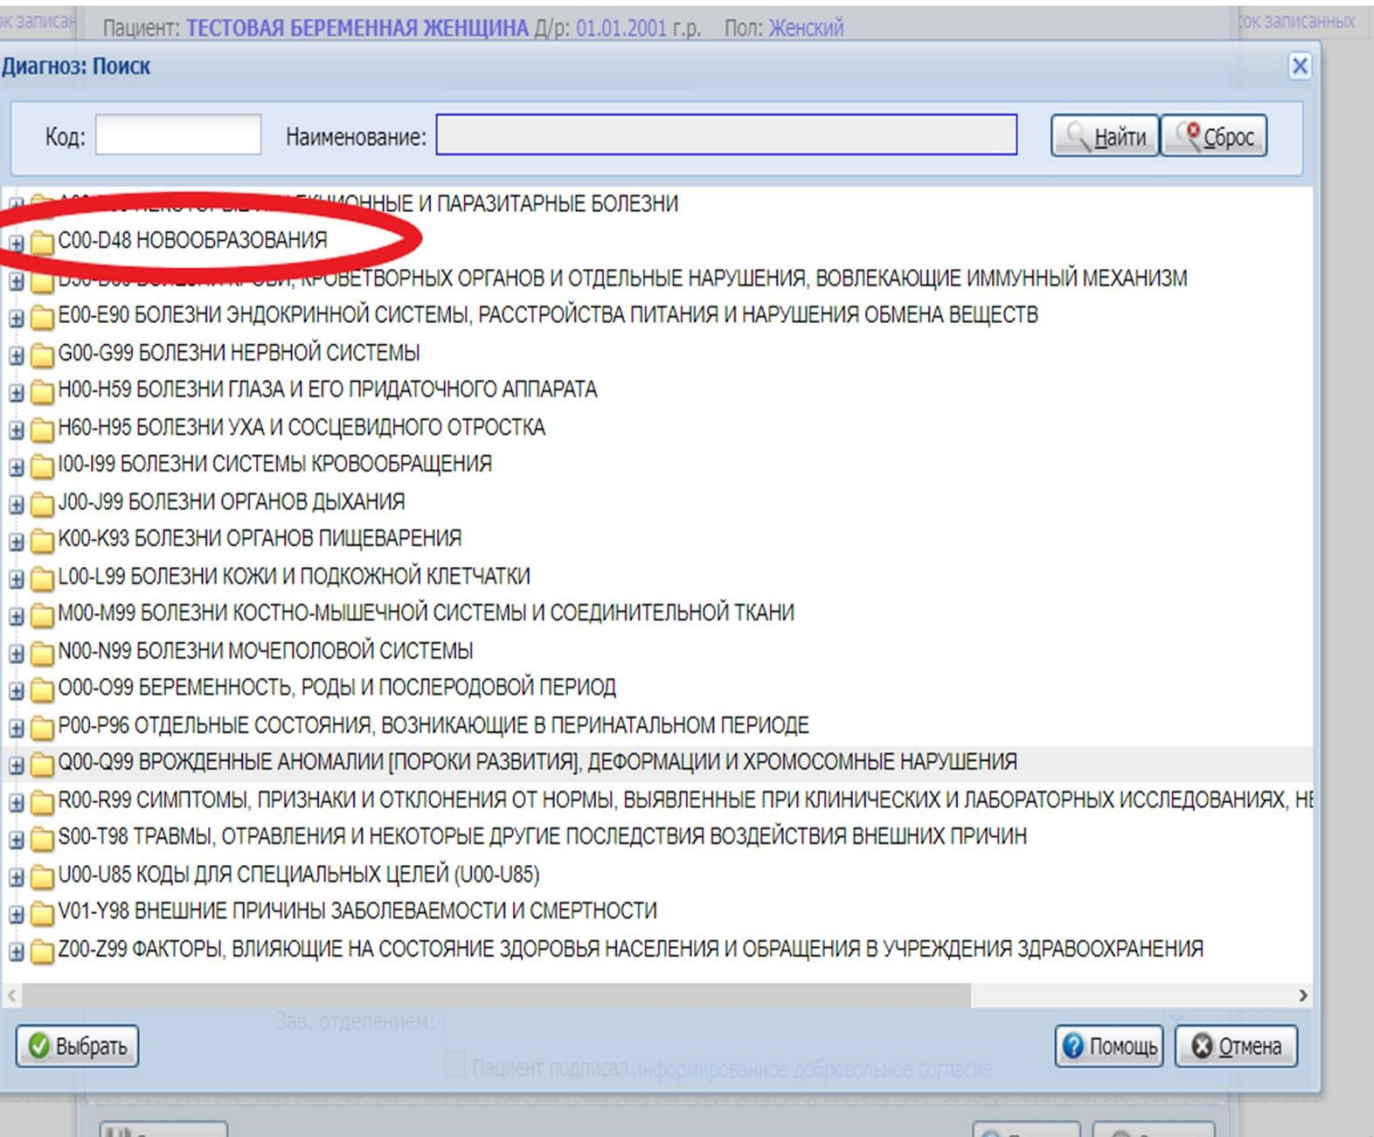 Пациент: ТЕСТОВАЯ БЕРЕМЕННАЯ ЖЕНЩИНА Д/р: 01.01.2001 г.р. Пол: Женский
записанных
Диагноз: Поиск
Код: Наименование: Найти Сброс
И ПАРАЗИТАРНЫЕ БОЛЕЗНИ
C00-D48 НОВООБРАЗОВАНИЯ
КРОВЕТВОРНЫХ ОРГАНОВ И ОТДЕЛЬНЫЕ НАРУШЕНИЯ, ВОВЛЕКАЮЩИЕ ИММУННЫЙ МЕХАНИЗМ
E00-E90 БОЛЕЗНИ ЭНДОКРИННОЙ СИСТЕМЫ, РАССТРОЙСТВА ПИТАНИЯ И НАРУШЕНИЯ ОБМЕНА ВЕЩЕСТВ
G00-G99 БОЛЕЗНИ НЕРВНОЙ СИСТЕМЫ
H00-H59 БОЛЕЗНИ ГЛАЗА И ЕГО ПРИДАТОЧНОГО АППАРАТА
H60-H95 БОЛЕЗНИ УХА И СОСЦЕВИДНОГО ОТРОСТКА
I00-I99 БОЛЕЗНИ СИСТЕМЫ КРОВООБРАЩЕНИЯ
J00-J99 БОЛЕЗНИ ОРГАНОВ ДЫХАНИЯ
K00-K93 БОЛЕЗНИ ОРГАНОВ ПИЩЕВАРЕНИЯ
L00-L99 БОЛЕЗНИ КОЖИ И ПОДКОЖНОЙ КЛЕТЧАТКИ
M00-M99 БОЛЕЗНИ КОСТНО-МЫШЕЧНОЙ СИСТЕМЫ И СОЕДИНИТЕЛЬНОЙ ТКАНИ
N00-N99 БОЛЕЗНИ МОЧЕПОЛОВОЙ СИСТЕМЫ
O00-O99 БЕРЕМЕННОСТЬ, РОДЫ И ПОСЛЕРОДОВОЙ ПЕРИОД
P00-P96 ОТДЕЛЬНЫЕ СОСТОЯНИЯ, ВОЗНИКАЮЩИЕ В ПЕРИНАТАЛЬНОМ ПЕРИОДЕ
Q00-Q99 ВРОЖДЕННЫЕ АНОМАЛИИ [ПОРОКИ РАЗВИТИЯ], ДЕФОРМАЦИИ И ХРОМОСОМНЫЕ НАРУШЕНИЯ
R00-R99 СИМПТОМЫ, ПРИЗНАКИ И ОТКЛОНЕНИЯ ОТ НОРМЫ, ВЫЯВЛЕННЫЕ ПРИ КЛИНИЧЕСКИХ И ЛАБОРАТОРНЫХ ИССЛЕДОВАНИЯХ, НЕ
S00-T98 ТРАВМЫ, ОТРАВЛЕНИЯ И НЕКОТОРЫЕ ДРУГИЕ ПОСЛЕДСТВИЯ ВОЗДЕЙСТВИЯ ВНЕШНИХ ПРИЧИН
U00-U85 КОДЫ ДЛЯ СПЕЦИАЛЬНЫХ ЦЕЛЕЙ (U00-U85)
V01-Y98 ВНЕШНИЕ ПРИЧИНЫ ЗАБОЛЕВАЕМОСТИ И СМЕРТНОСТИ
Z00-Z99 ФАКТОРЫ, ВЛИЯЮЩИЕ НА СОСТОЯНИЕ ЗДОРОВЬЯ НАСЕЛЕНИЯ И ОБРАЩЕНИЯ В УЧРЕЖДЕНИЯ ЗДРАВООХРАНЕНИЯ
Зав. отделением:
Выбрать Помощь Отмена
Пациент подписал информированное добровольное согласие